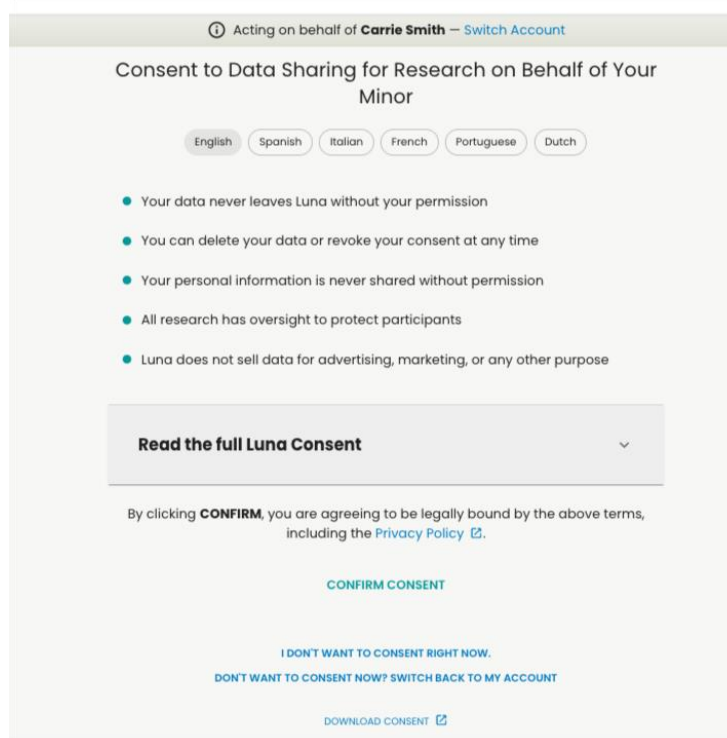 Acting on behalf of Carrie Smith — Switch Account
Consent to Data Sharing for Research on Behalf of Your
Minor
English Spanish Italian French Portuguese Dutch
Your data never leaves Luna without your permission
You can delete your data or revoke your consent at any time
Your personal information is never shared without permission
All research has oversight to protect participants
Luna does not sell data for advertising, marketing, or any other purpose
Read the full Luna Consent
By clicking CONFIRM, you are agreeing to be legally bound by the above terms,
including the Privacy Policy.
CONFIRM CONSENT
I DON'T WANT TO CONSENT RIGHT NOW.
DON'T WANT TO CONSENT NOW? SWITCH BACK TO MY ACCOUNT
DOWNLOAD CONSENT